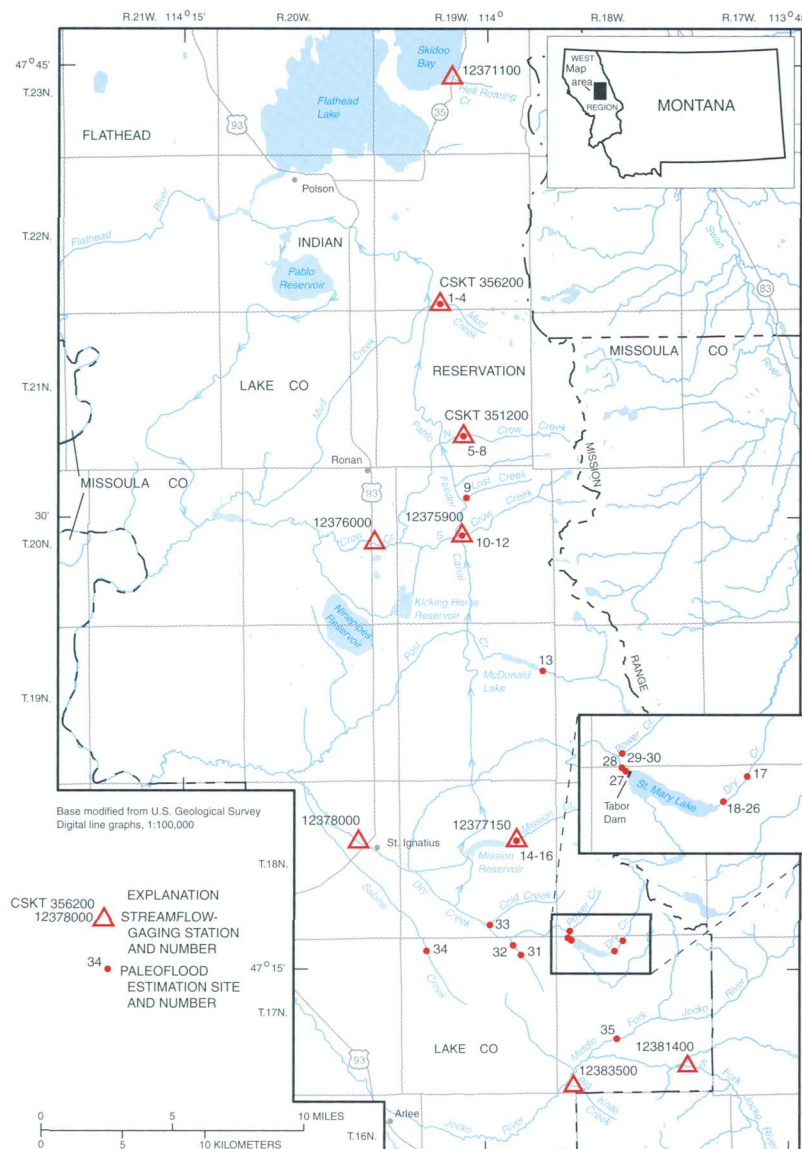 R.21W. 114°15' R.20W. R.19W. 114° R.18W. R.17W. 113°45'
47°45'
T.23N.
Skidoo
Bay
12371100
Hell Roaring
Cr.
Flathead
Lake
35
93
FLATHEAD
WEST
Map
area
REGION
MONTANA
Polson
River
Flathead
T.22N.
INDIAN
Pablo
Reservoir
CSKT 356200
1-4
Mud
Creek
Swan
83
River
MISSOULA CO
RESERVATION
LAKE CO
T.21N.
Mud Creek
CSKT 351200
Pablo
N. Crow Creek
5-8
MISSION
Ronan
93
MISSOULA CO
9
Lost Creek
Feeder
Crow Creek
30'
12376000
12375900
T.20N.
Crow Cr.
S.
10-12
Canal
Kicking Horse
Reservoir
Ninepipes
Reservoir
Post Cr.
13
McDonald
Lake
RANGE
T.19N.
Power Cr.
28
29-30
27
Tabor
Dam
St. Mary Lake
Dry Cr.
17
18-26
Base modified from U.S. Geological Survey
Digital line graphs, 1:100,000
12378000
St. Ignatius
12377150
Mission Cr.
14-16
Mission
Reservoir
T.18N.
Sabine
Dry
Creek
Cold Creek
Power Cr.
Dry Cr.
33
34
32
31
Creek
47°15'
T.17N.
EXPLANATION
CSKT 356200
12378000
STREAMFLOW-
GAGING STATION
AND NUMBER
34
PALEOFLOOD
ESTIMATION SITE
AND NUMBER
LAKE CO
Middle Fork Jocko River
35
12381400
12383500
S.
Fork
Jocko
River
Big Knife
Creek
93
Arlee
Jocko River
T.16N.
0 5 10 MILES
0 5 10 KILOMETERS